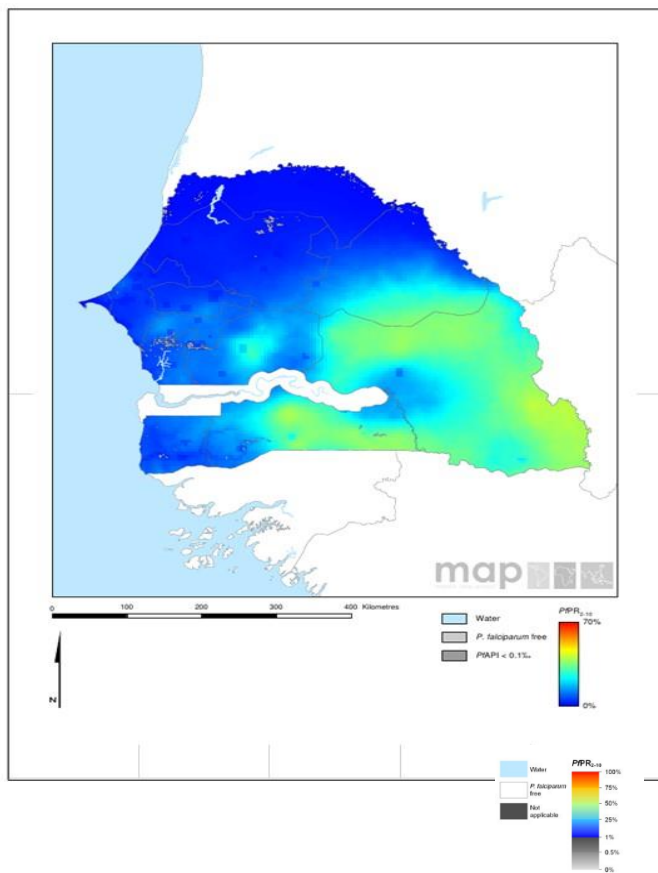 map
0 100 200 300 400 Kilometres
Water
P. falciparum free
PfAPI < 0.1‰
PfPR2-10
70%
0%
N
Water
P. falciparum
free
Not
applicable
PfPR2-10
100%
75%
50%
25%
1%
0.5%
0%